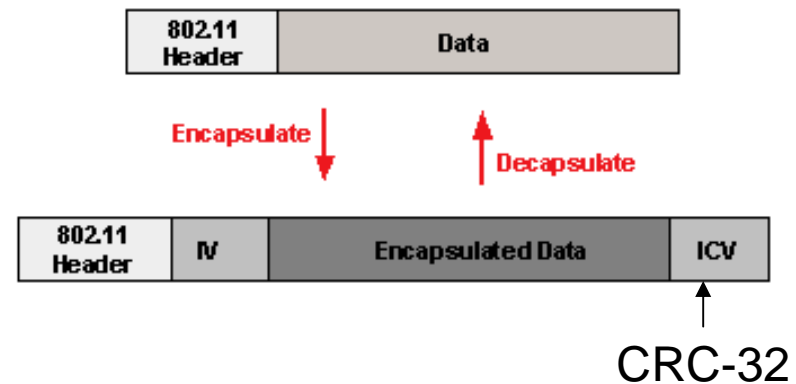 802.11
Header
Data
Encapsulate
Decapsulate
802.11
Header
IV
Encapsulated Data
ICV
CRC-32